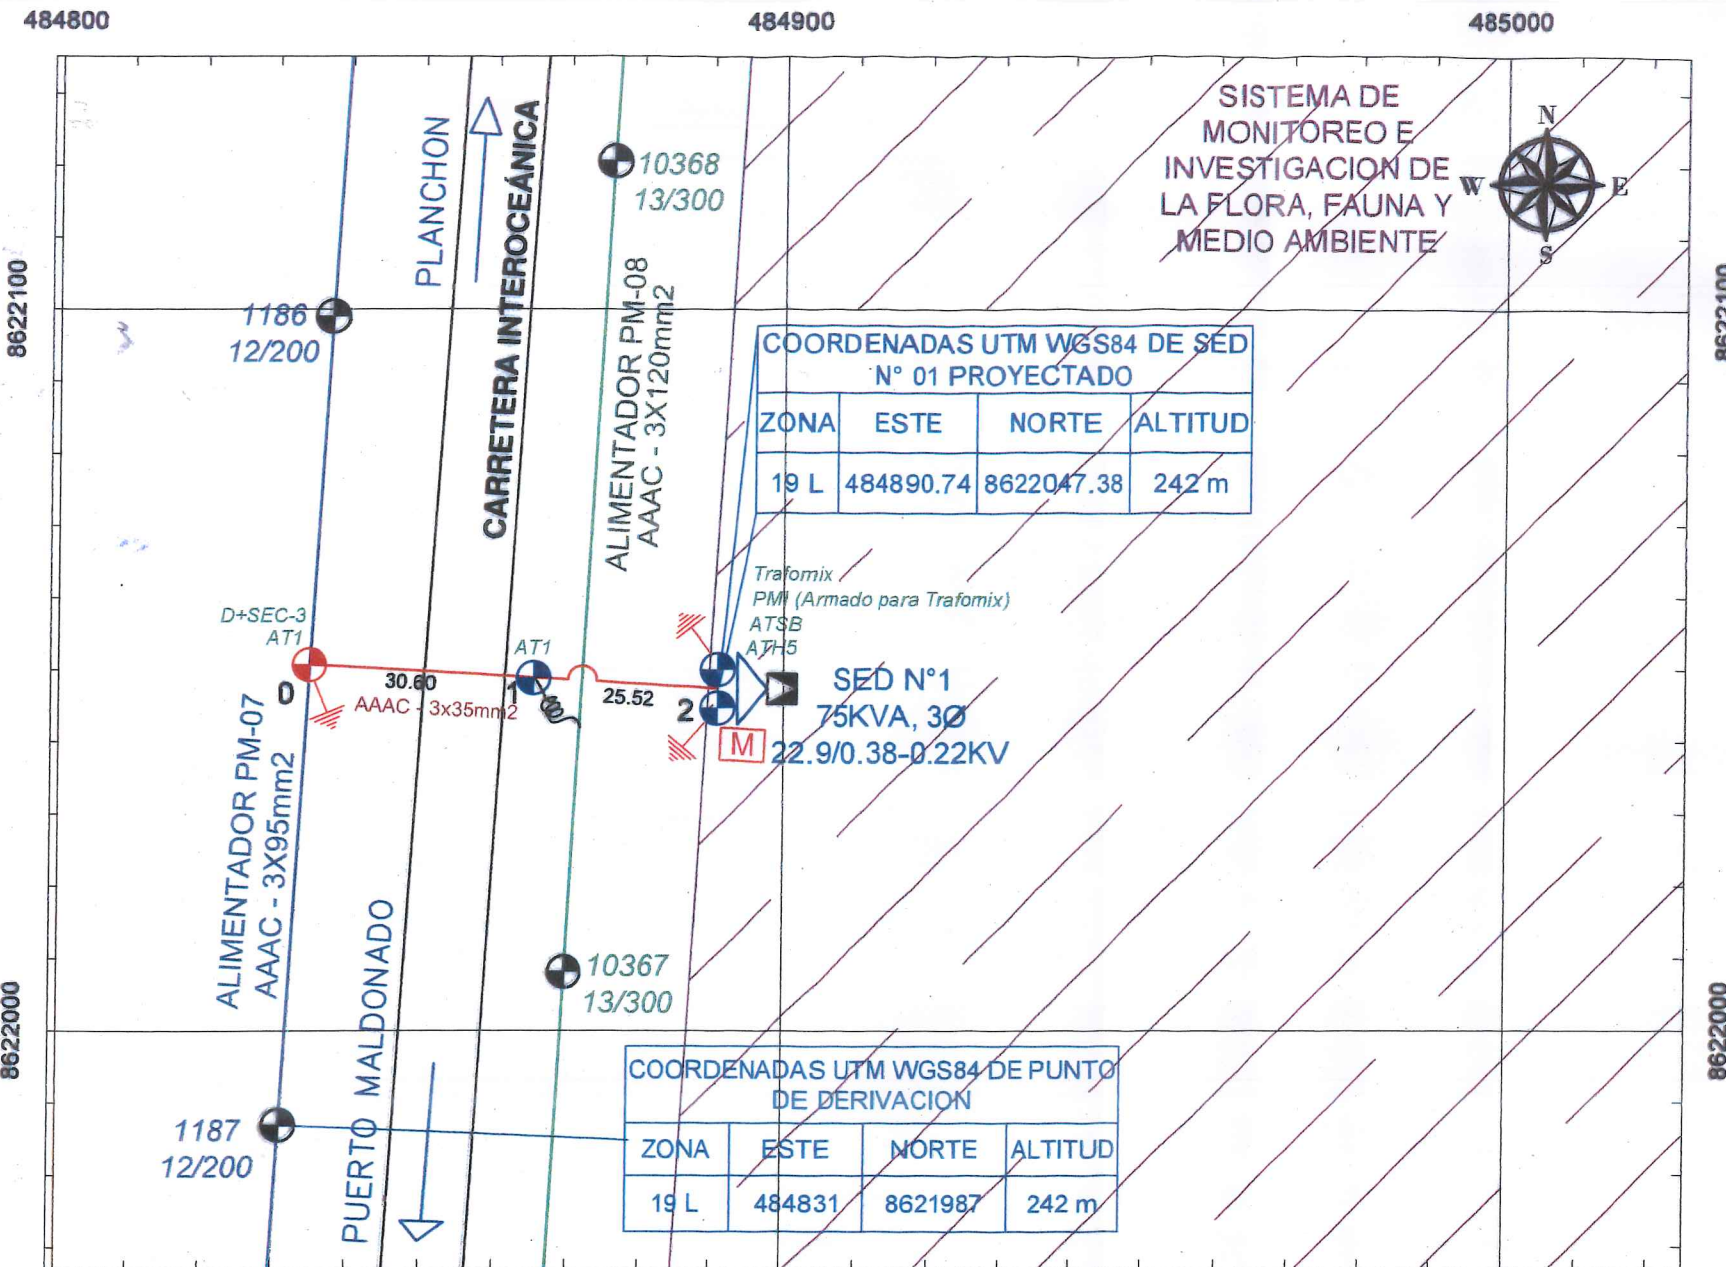 484800
484900
485000
SISTEMA DE
MONITOREO E
INVESTIGACION DE
LA FLORA, FAUNA Y
MEDIO AMBIENTE
N
W
E
S
PLANCHON
CARRETERA INTEROCEÁNICA
10368
13/300
8622100
8622100
1186
12/200
ALIMENTADOR PM-08
AAAC - 3X120mm2
COORDENADAS UTM WGS84 DE SED
N° 01 PROYECTADO
ZONA ESTE NORTE ALTITUD
19 L 484890.74 8622047.38 242 m
Trafomix
PMI (Armado para Trafomix)
ATSB
ATH5
D+SEC-3
AT1
AT1
0
30.60
AAAC - 3x35mm2
1
25.52
2
M
SED N°1
75KVA, 3Ø
22.9/0.38-0.22KV
ALIMENTADOR PM-07
AAAC - 3X95mm2
PUERTO MALDONADO
10367
13/300
8622000
8622000
COORDENADAS UTM WGS84 DE PUNTO
DE DERIVACION
ZONA ESTE NORTE ALTITUD
19 L 484831 8621987 242 m
1187
12/200